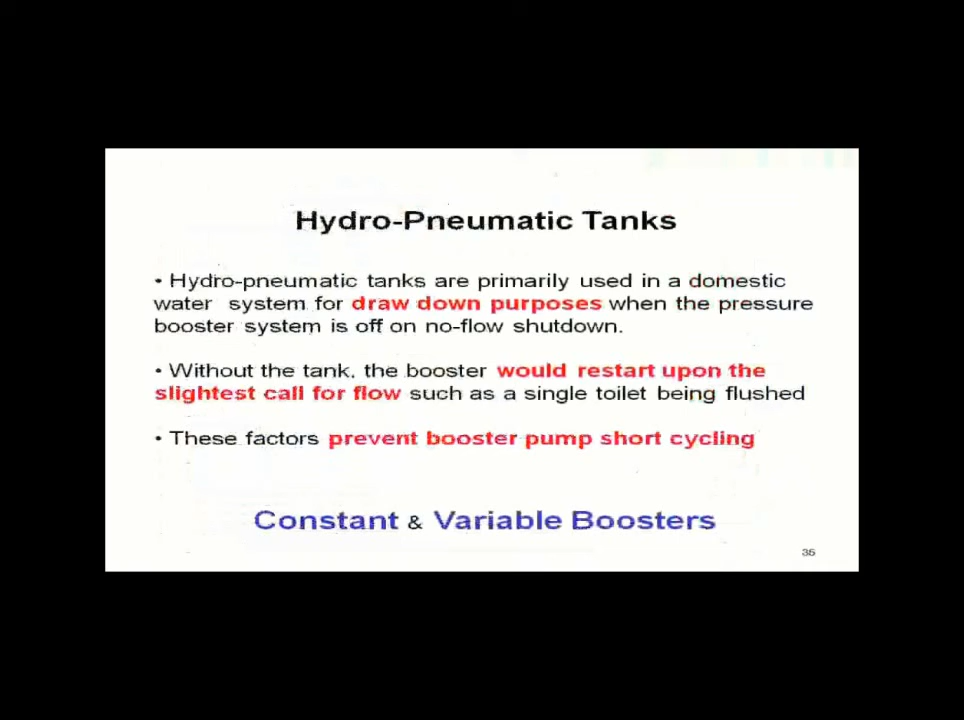 Hydro-Pneumatic Tanks
• Hydro-pneumatic tanks are primarily used in a domestic
water system for draw down purposes when the pressure
booster system is off on no-flow shutdown.
• Without the tank, the booster would restart upon the
slightest call for flow such as a single toilet being flushed
• These factors prevent booster pump short cycling
Constant & Variable Boosters
36